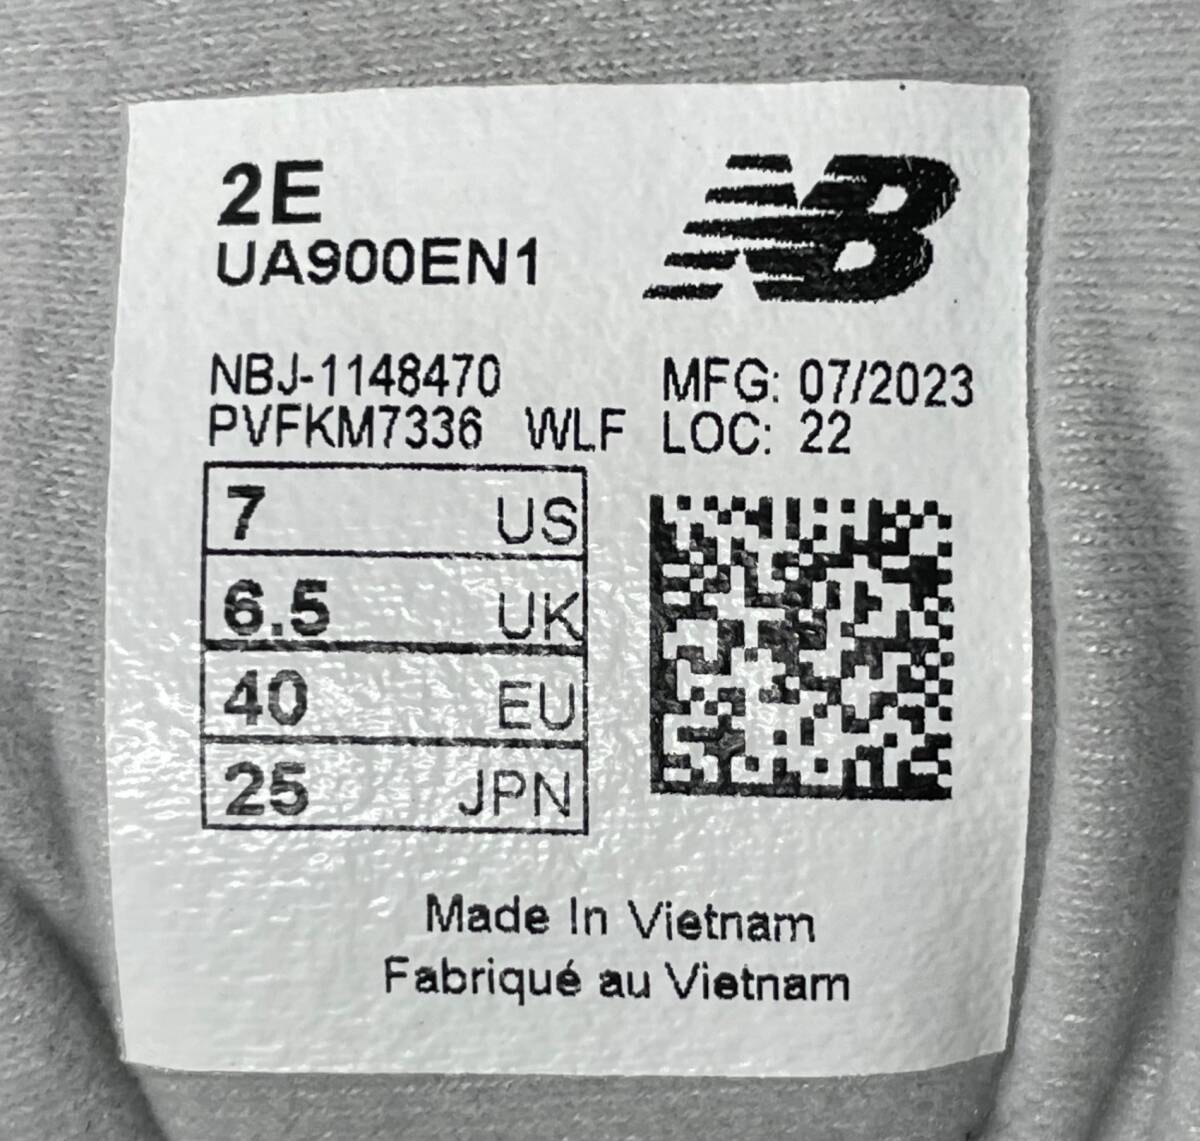 2E
UA900EN1
NB
NBJ-1148470
PVFKM7336 WLF
MFG: 07/2023
LOC: 22
7 US
6.5 UK
40 EU
25 JPN
Made In Vietnam
Fabriqué au Vietnam